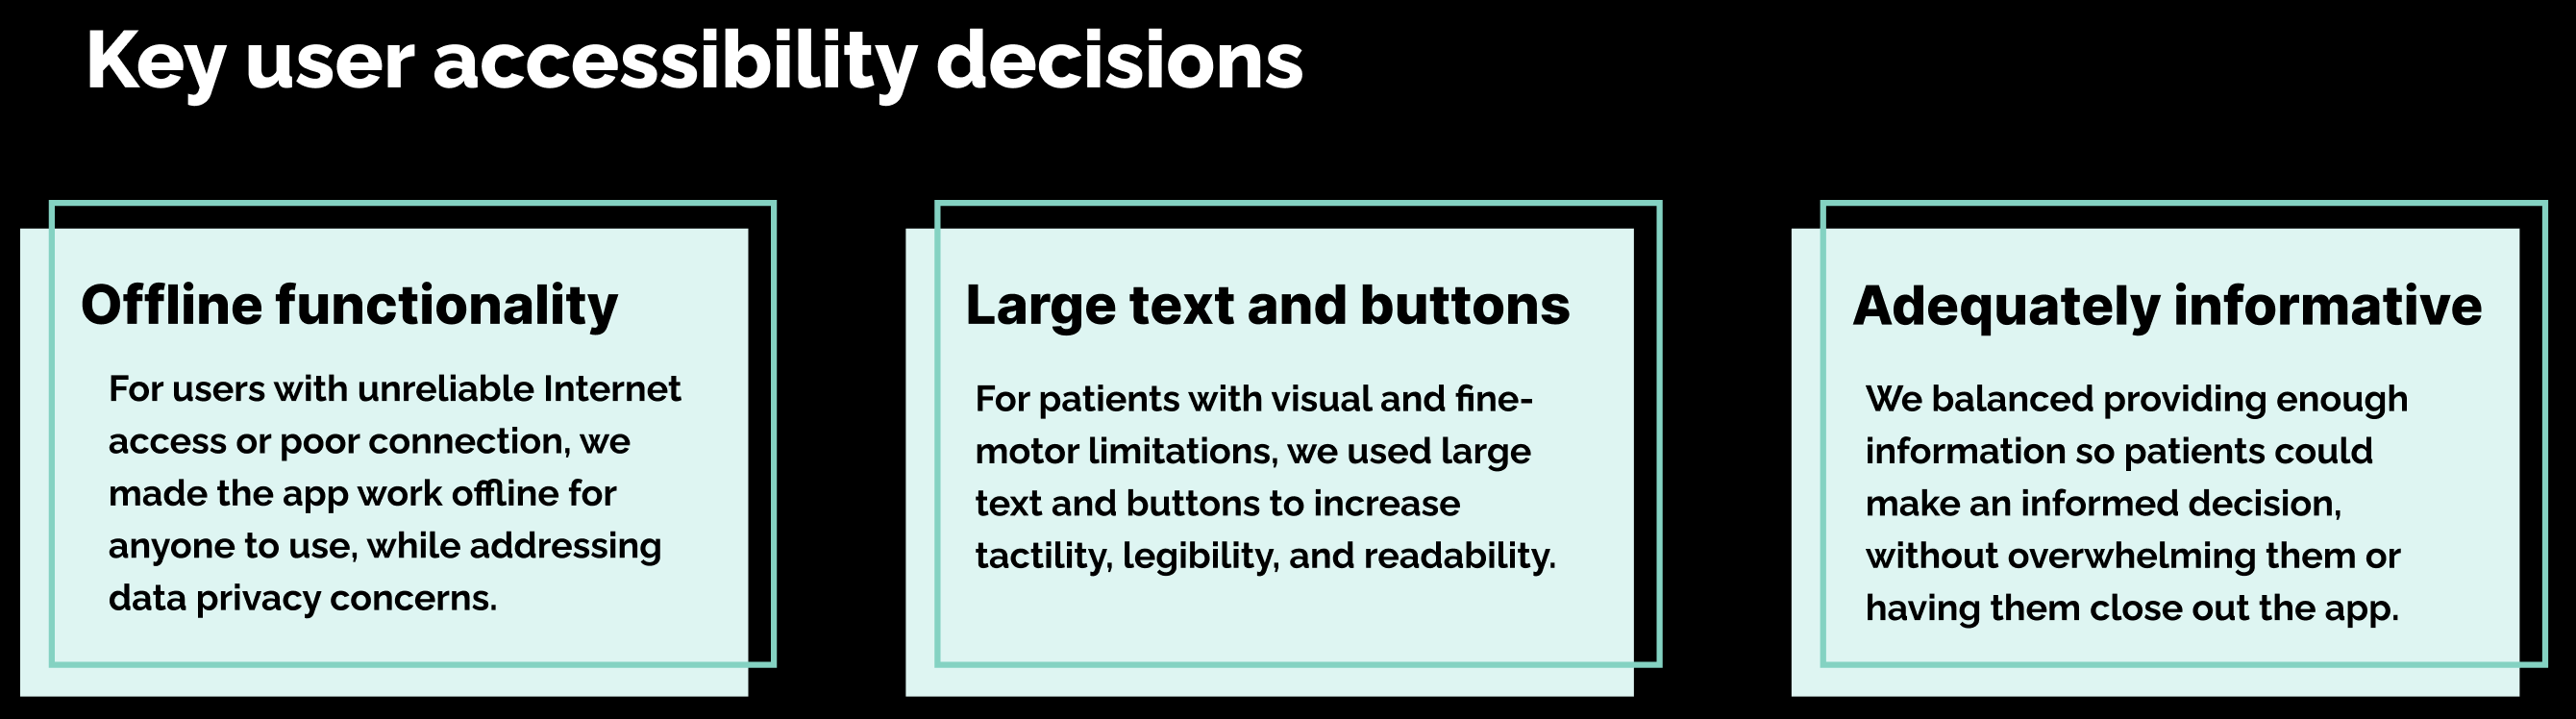 Key user accessibility decisions
Offline functionality
For users with unreliable Internet
access or poor connection, we
made the app work offline for
anyone to use, while addressing
data privacy concerns.
Large text and buttons
For patients with visual and fine-
motor limitations, we used large
text and buttons to increase
tactility, legibility, and readability.
Adequately informative
We balanced providing enough
information so patients could
make an informed decision,
without overwhelming them or
having them close out the app.